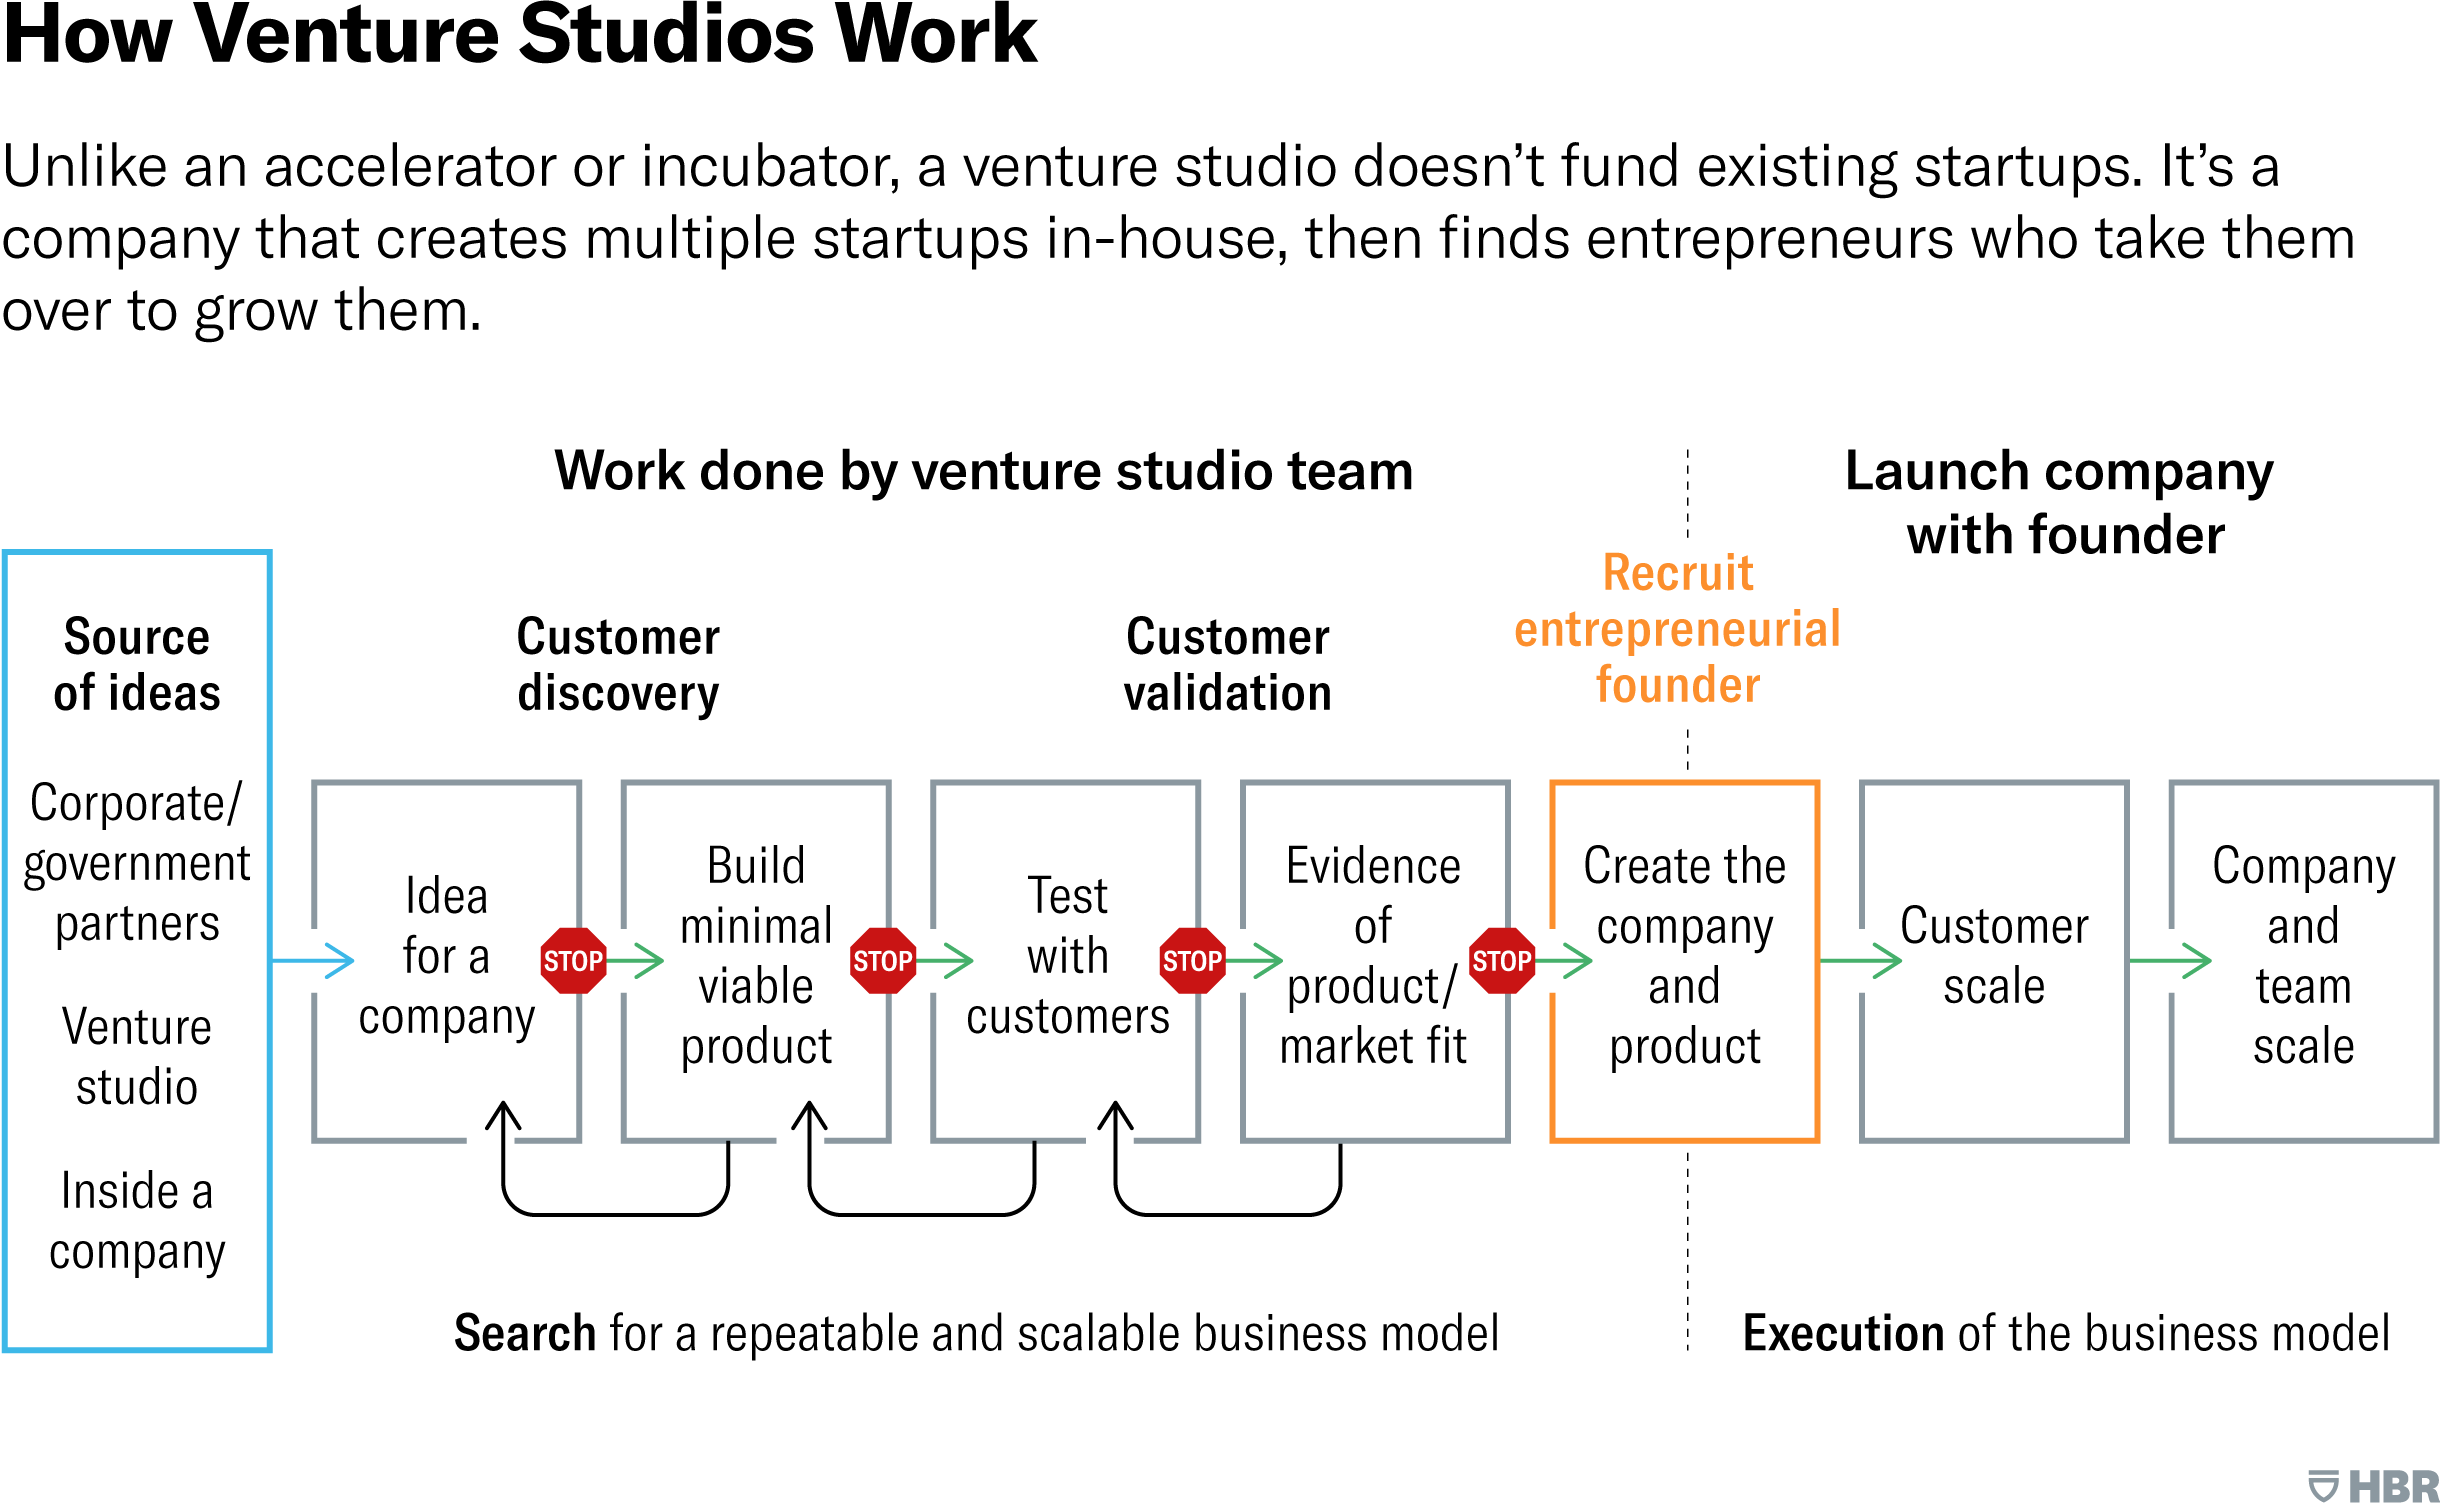 How Venture Studios Work
Unlike an accelerator or incubator, a venture studio doesn’t fund existing startups. It’s a
company that creates multiple startups in-house, then finds entrepreneurs who take them
over to grow them.
Work done by venture studio team
Launch company
with founder
Recruit
entrepreneurial
founder
Source
of ideas
Customer
discovery
Customer
validation
Corporate/
government
partners
Venture
studio
Inside a
company
Idea
for a
company
STOP
Build
minimal
viable
product
STOP
Test
with
customers
STOP
Evidence
of
product/
market fit
STOP
Create the
company
and
product
Customer
scale
Company
and
team
scale
Search for a repeatable and scalable business model
Execution of the business model
HBR